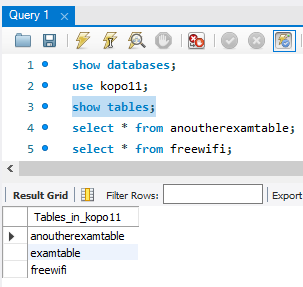 Query 1
1 show databases;
2 use kopo11;
3 show tables;
4 select * from anoutherexamtable;
5 select * from freewifi;
Result Grid Filter Rows: Export
Tables_in_kopo11
anoutherexamtable
examtable
freewifi